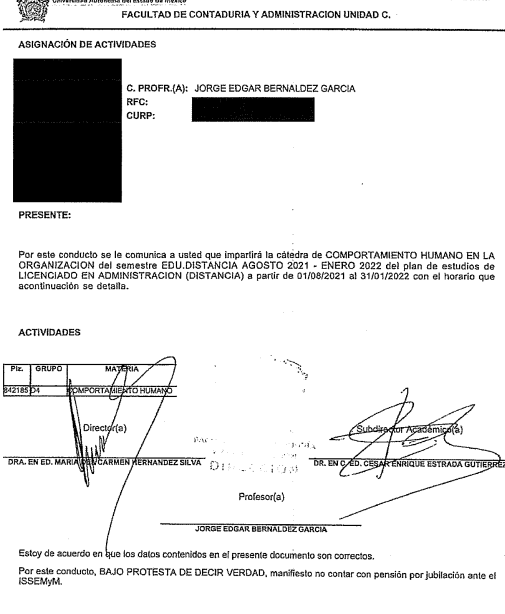 Universidad Autónoma del Estado de México
FACULTAD DE CONTADURIA Y ADMINISTRACION UNIDAD C.
ASIGNACIÓN DE ACTIVIDADES
C. PROFR.(A): JORGE EDGAR BERNALDEZ GARCIA
RFC:
CURP:
PRESENTE:
Por este conducto se le comunica a usted que impartirá la cátedra de COMPORTAMIENTO HUMANO EN LA
ORGANIZACION del semestre EDU.DISTANCIA AGOSTO 2021 - ENERO 2022 del plan de estudios de
LICENCIADO EN ADMINISTRACION (DISTANCIA) a partir de 01/08/2021 al 31/01/2022 con el horario que
acontinuación se detalla.
ACTIVIDADES
Plz. GRUPO MATERIA
642185 D4 COMPORTAMIENTO HUMANO
Director(a) Subdirector Académico(a)
DIRECCION
DRA. EN ED. MARIA DEL CARMEN HERNANDEZ SILVA DR. EN C. ED. CESAR ENRIQUE ESTRADA GUTIERREZ
Profesor(a)
JORGE EDGAR BERNALDEZ GARCIA
Estoy de acuerdo en que los datos contenidos en el presente documento son correctos.
Por este conducto, BAJO PROTESTA DE DECIR VERDAD, manifiesto no contar con pensión por jubilación ante el
ISSEMyM.